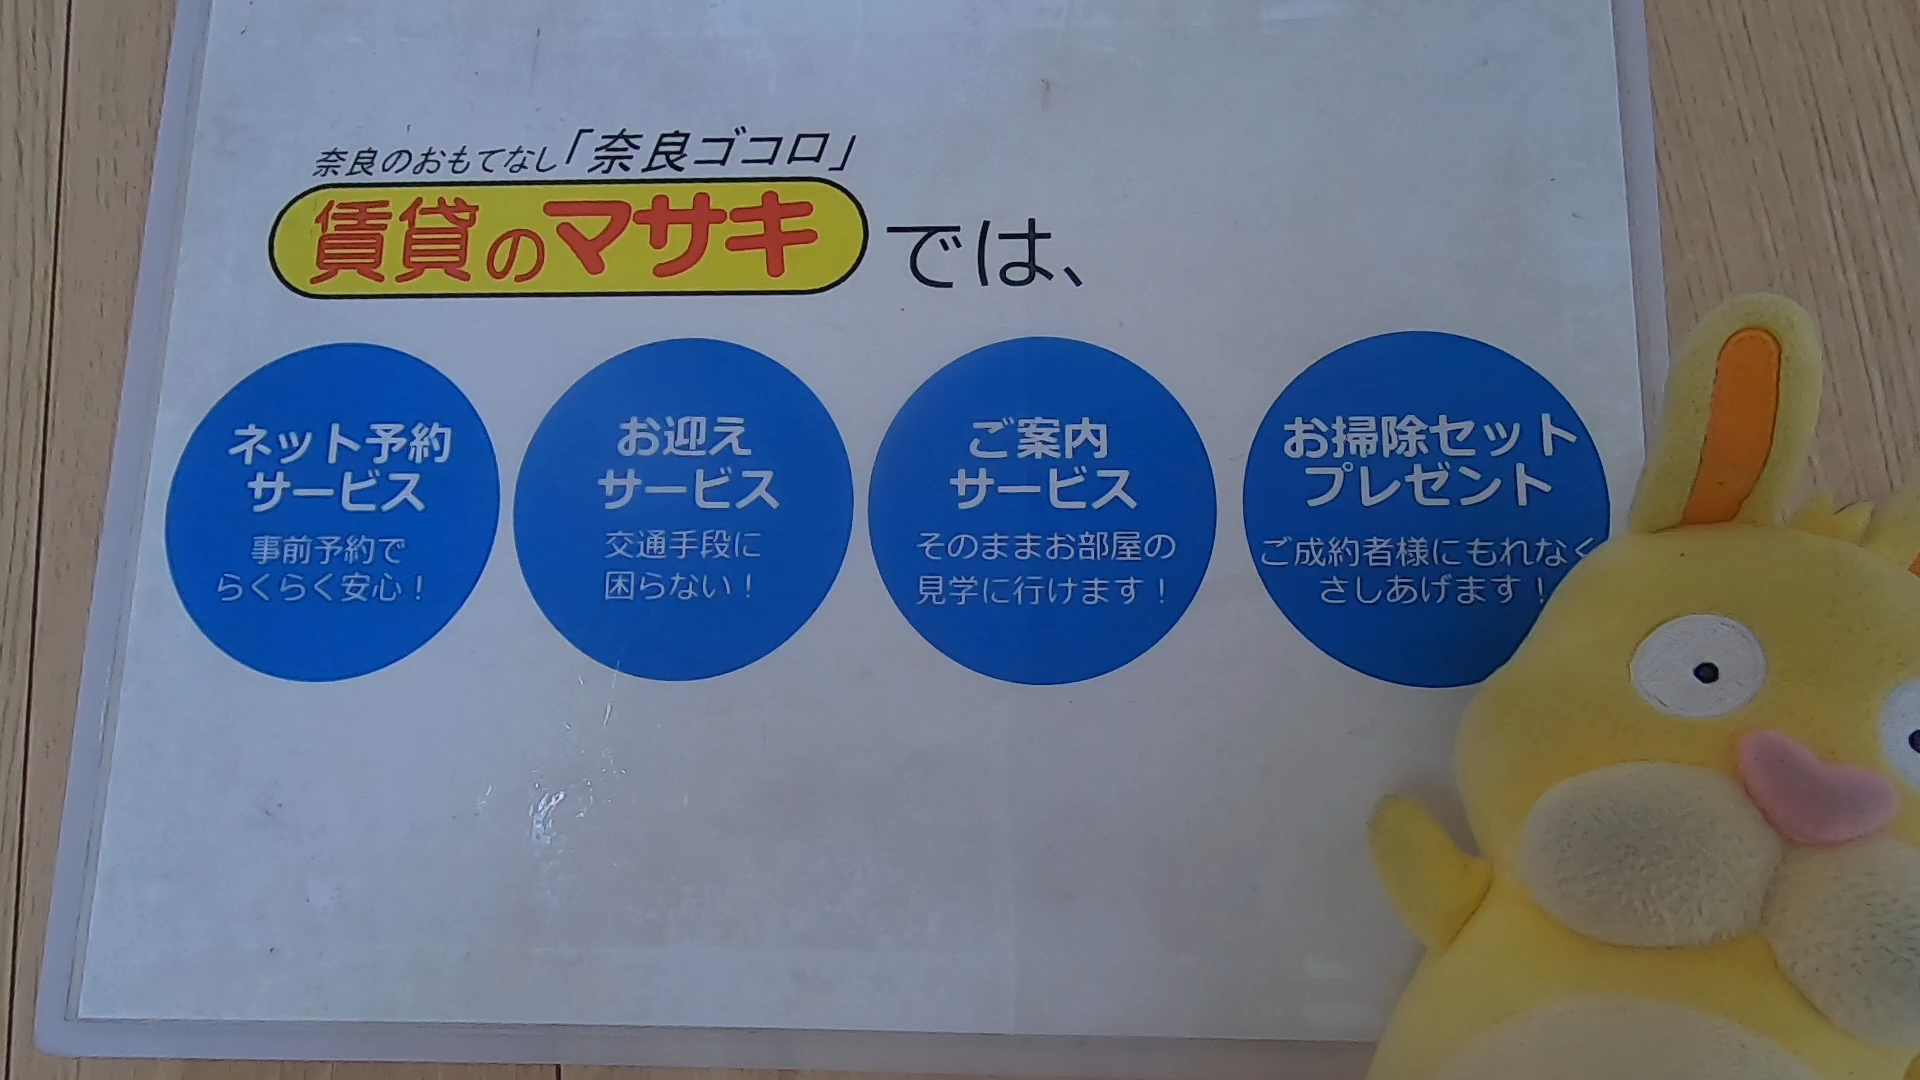 奈良のおもてなし「奈良ゴコロ」
賃貸のマサキでは、
ネット予約
サービス
事前予約で
らくらく安心！
お迎え
サービス
交通手段に
困らない！
ご案内
サービス
そのままお部屋の
見学に行けます！
お掃除セット
プレゼント
ご成約者様にもれなく
さしあげます！